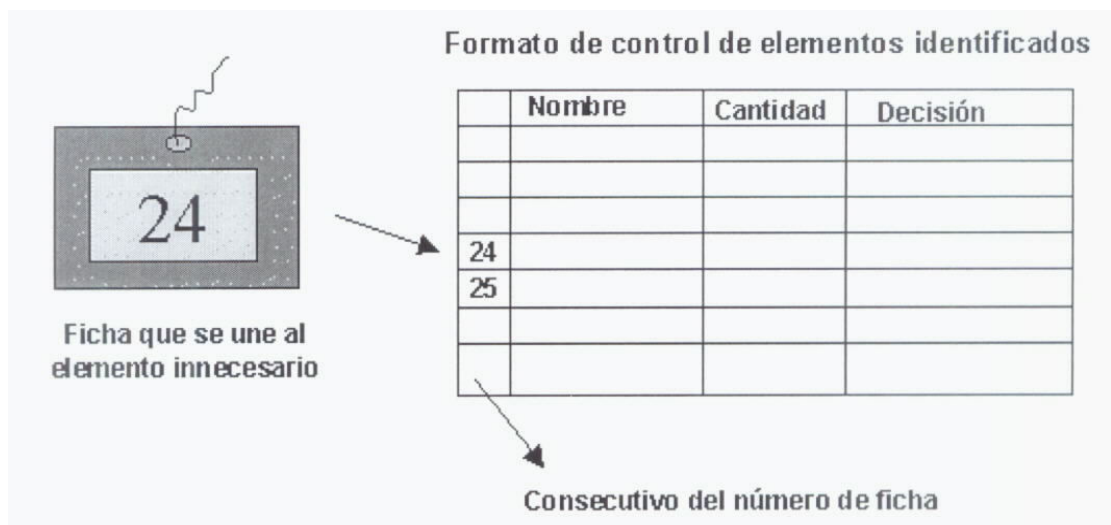 Formato de control de elementos identificados
Nombre Cantidad Decisión
24
24
25
Ficha que se une al
elemento innecesario
Consecutivo del número de ficha